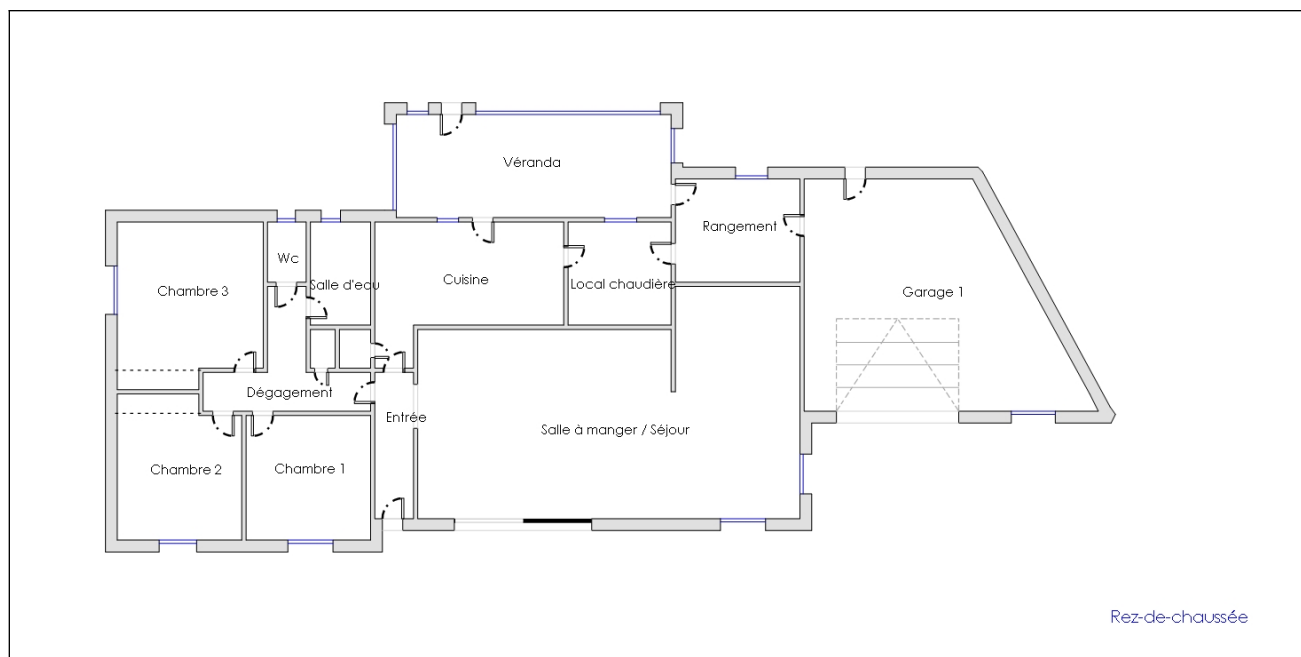 Véranda
Rangement
Wc
Salle d'eau
Cuisine
Local chaudière
Chambre 3
Garage 1
Dégagement
Entrée
Salle à manger / Séjour
Chambre 2
Chambre 1
Rez-de-chaussée